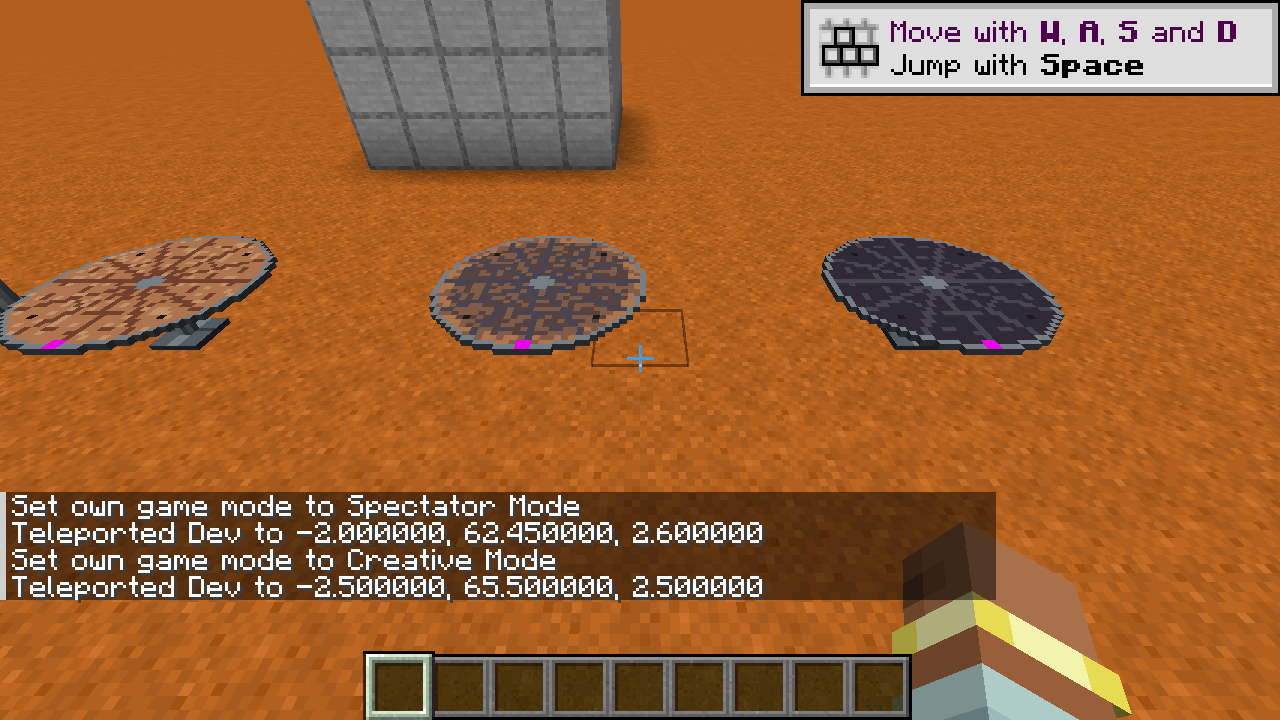 Move with W, A, S and D
Jump with Space
Set own game mode to Spectator Mode
Teleported Dev to -2.000000, 62.450000, 2.600000
Set own game mode to Creative Mode
Teleported Dev to -2.500000, 65.500000, 2.500000